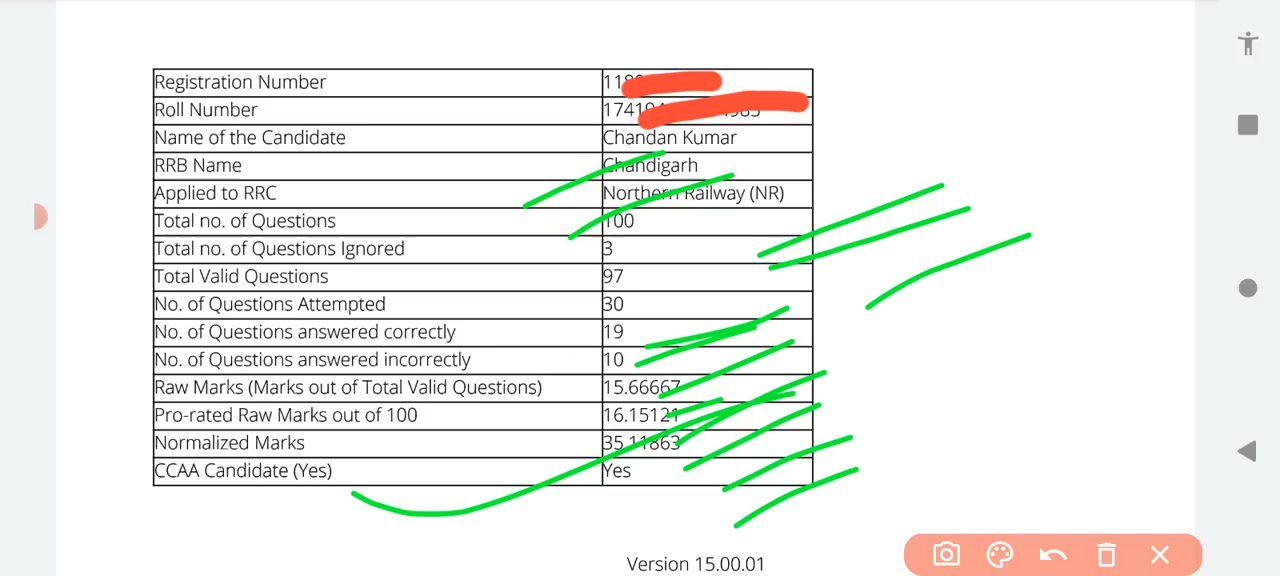 Registration Number
Roll Number
Name of the Candidate Chandan Kumar
RRB Name Chandigarh
Applied to RRC Northern Railway (NR)
Total no. of Questions 100
Total no. of Questions Ignored 3
Total Valid Questions 97
No. of Questions Attempted 30
No. of Questions answered correctly 19
No. of Questions answered incorrectly 10
Raw Marks (Marks out of Total Valid Questions) 15.66667
Pro-rated Raw Marks out of 100 16.15121
Normalized Marks 35.11863
CCAA Candidate (Yes) Yes
Version 15.00.01